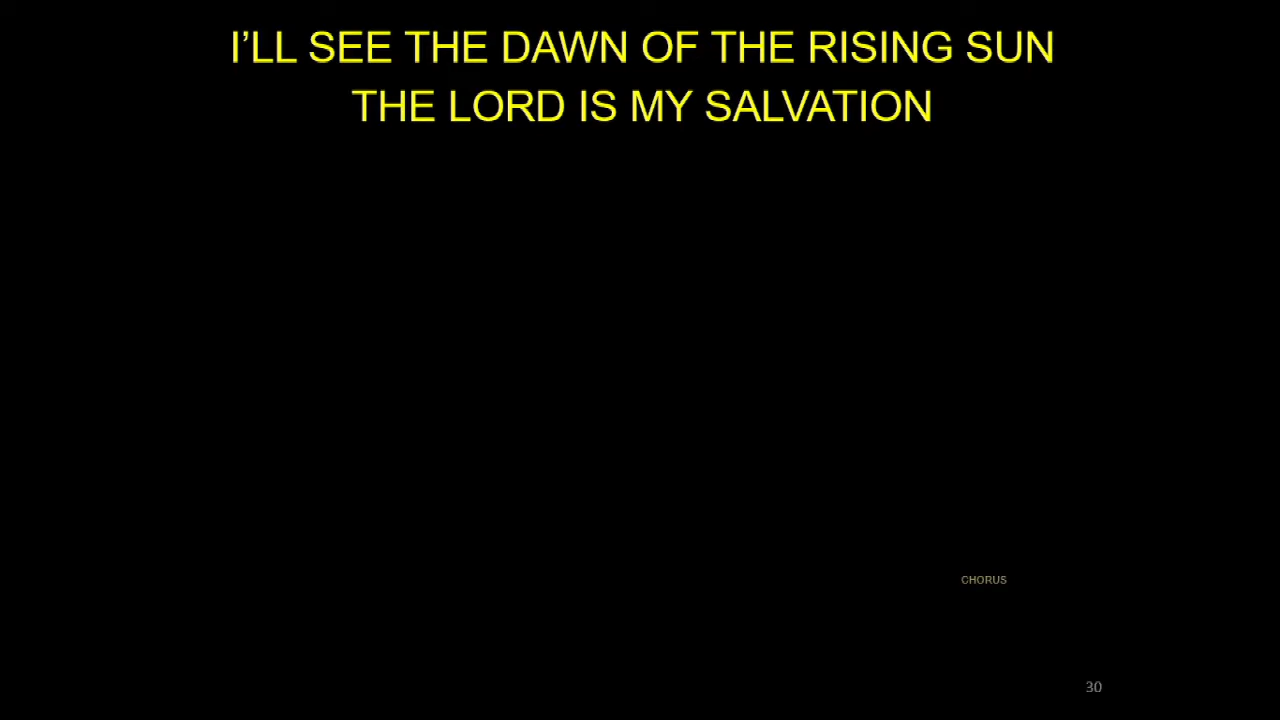 I’LL SEE THE DAWN OF THE RISING SUN
THE LORD IS MY SALVATION
CHORUS
30